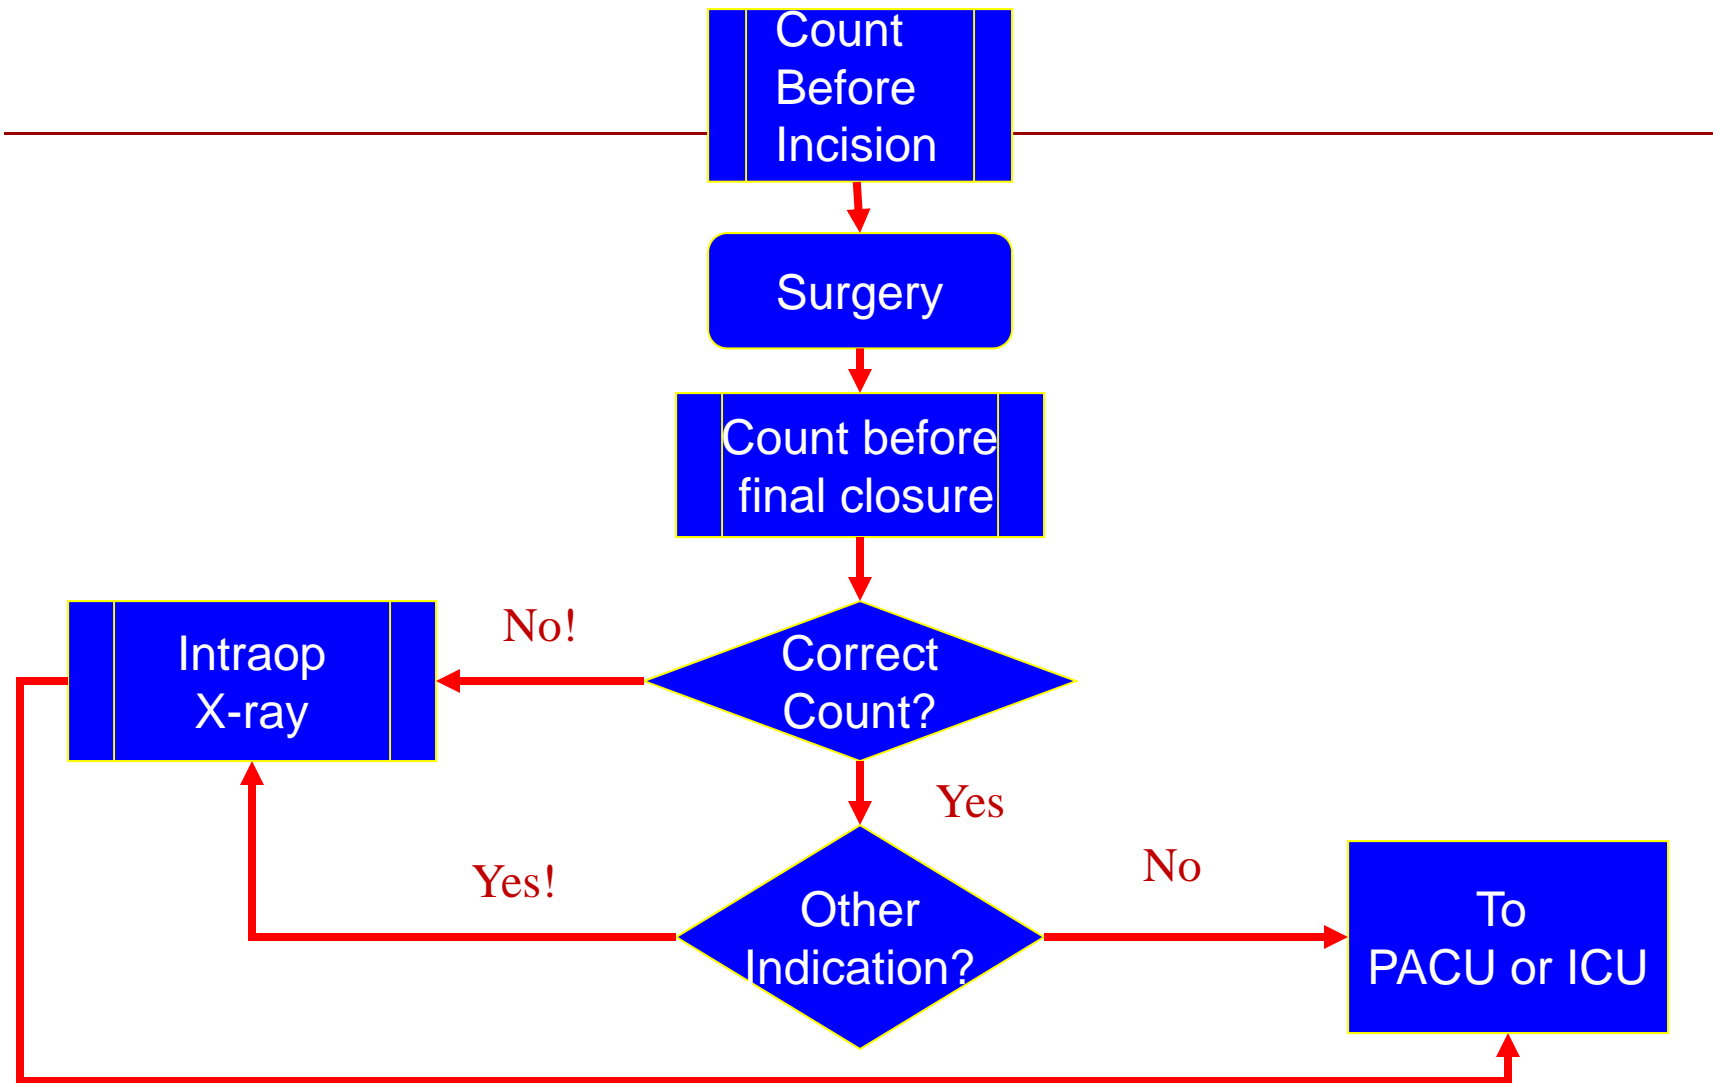 Count
Before
Incision
Surgery
Count before
final closure
No!
Intraop
X-ray
Correct
Count?
Yes
Yes!
No
Other
Indication?
To
PACU or ICU